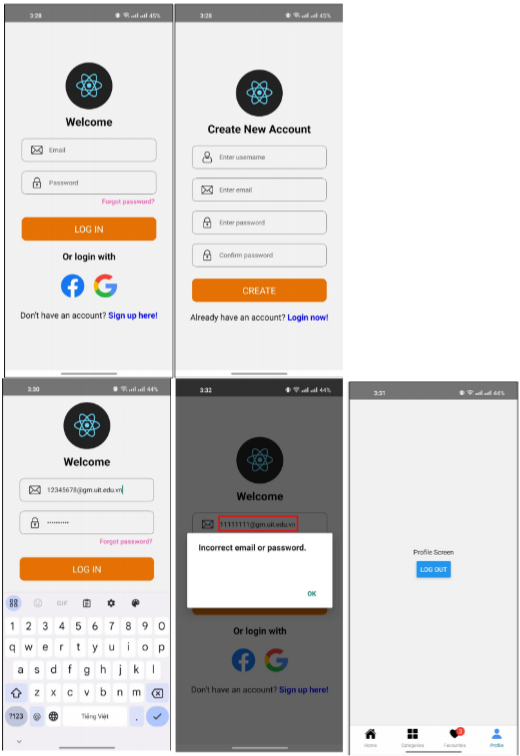 3:28
45%
Welcome
Email
Password
Forgot password?
LOG IN
Or login with
Don't have an account? Sign up here!
3:28
45%
Create New Account
Enter username
Enter email
Enter password
Confirm password
CREATE
Already have an account? Login now!
3:30
44%
Welcome
12345678@gm.uit.edu.vn
Forgot password?
LOG IN
GIF
1 2 3 4 5 6 7 8 9 0
q w e r t y u i o p
a s d f g h j k l
z x c v b n m
?123 @ Tiếng Việt .
3:32
44%
Welcome
11111111@gm.uit.edu.vn
Incorrect email or password.
OK
Or login with
Don't have an account? Sign up here!
3:31
44%
Profile Screen
LOG OUT
Home Categories Favourites Profile